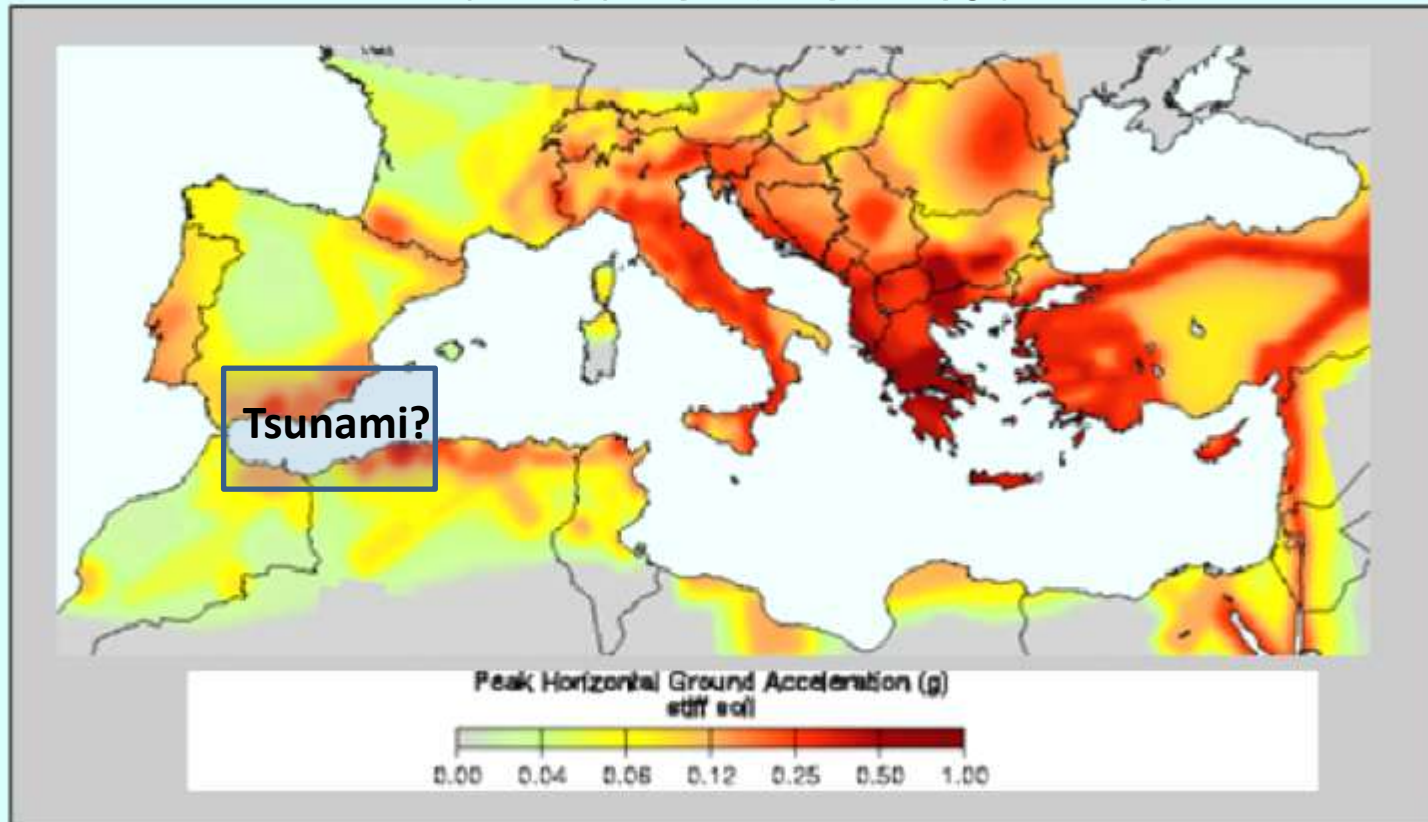 Tsunami?
Peak Horizontal Ground Acceleration (g)
stiff soil
0.00 0.04 0.06 0.12 0.25 0.50 1.00